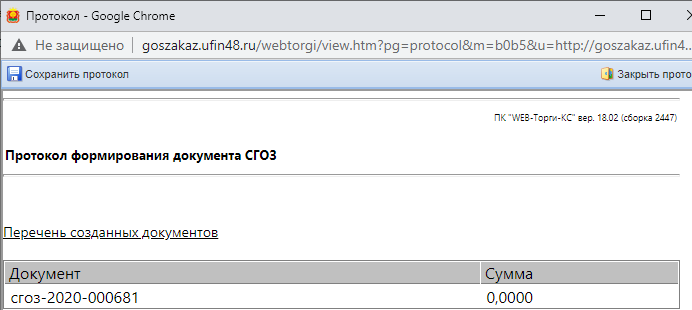 Протокол - Google Chrome
Не защищено goszakaz.ufin48.ru/webtorgi/view.htm?pg=protocol&m=b0b5&u=http://goszakaz.ufin4...
Сохранить протокол Закрыть прото
ПК "WEB-Торги-КС" вер. 18.02 (сборка 2447)
Протокол формирования документа СГОЗ
Перечень созданных документов
Документ Сумма
сгоз-2020-000681 0,0000